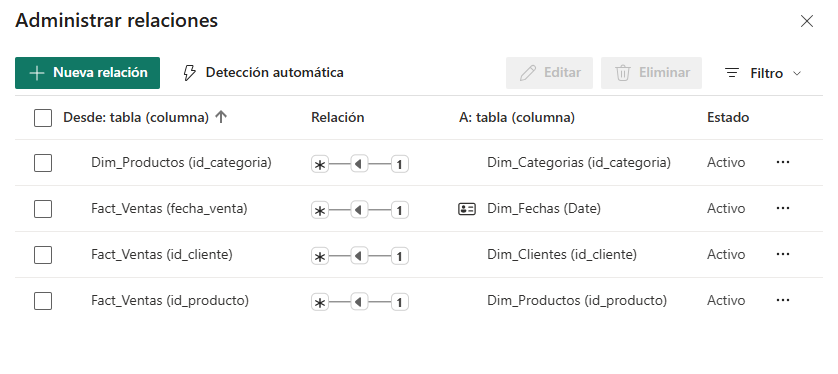 Administrar relaciones
Nueva relación Detección automática Editar Eliminar Filtro
Desde: tabla (columna) Relación A: tabla (columna) Estado
Dim_Productos (id_categoria) * 1 Dim_Categorias (id_categoria) Activo
Fact_Ventas (fecha_venta) * 1 Dim_Fechas (Date) Activo
Fact_Ventas (id_cliente) * 1 Dim_Clientes (id_cliente) Activo
Fact_Ventas (id_producto) * 1 Dim_Productos (id_producto) Activo